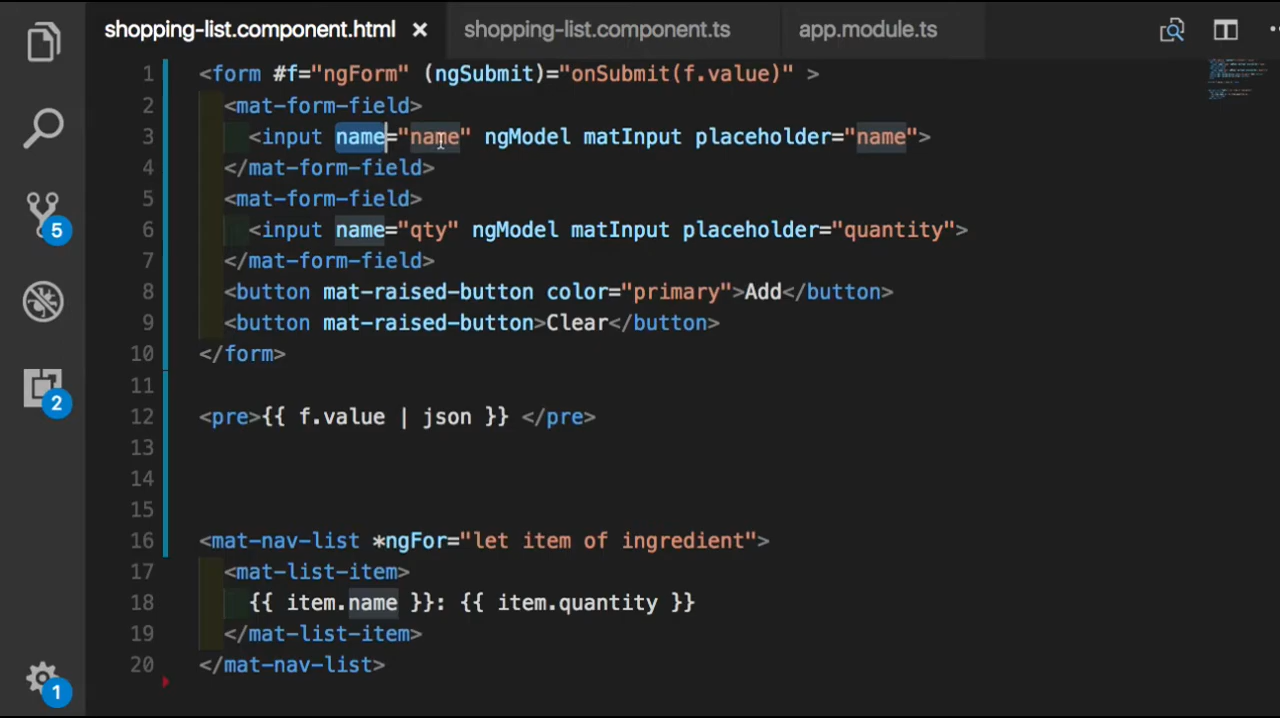 shopping-list.component.html × shopping-list.component.ts app.module.ts
1 <form #f="ngForm" (ngSubmit)="onSubmit(f.value)" >
2 <mat-form-field>
3 <input name="name" ngModel matInput placeholder="name">
4 </mat-form-field>
5 <mat-form-field>
6 <input name="qty" ngModel matInput placeholder="quantity">
7 </mat-form-field>
8 <button mat-raised-button color="primary">Add</button>
9 <button mat-raised-button>Clear</button>
10 </form>
11
12 <pre>{{ f.value | json }} </pre>
13
14
15
16 <mat-nav-list *ngFor="let item of ingredient">
17 <mat-list-item>
18 {{ item.name }}: {{ item.quantity }}
19 </mat-list-item>
20 </mat-nav-list>
5
2
1